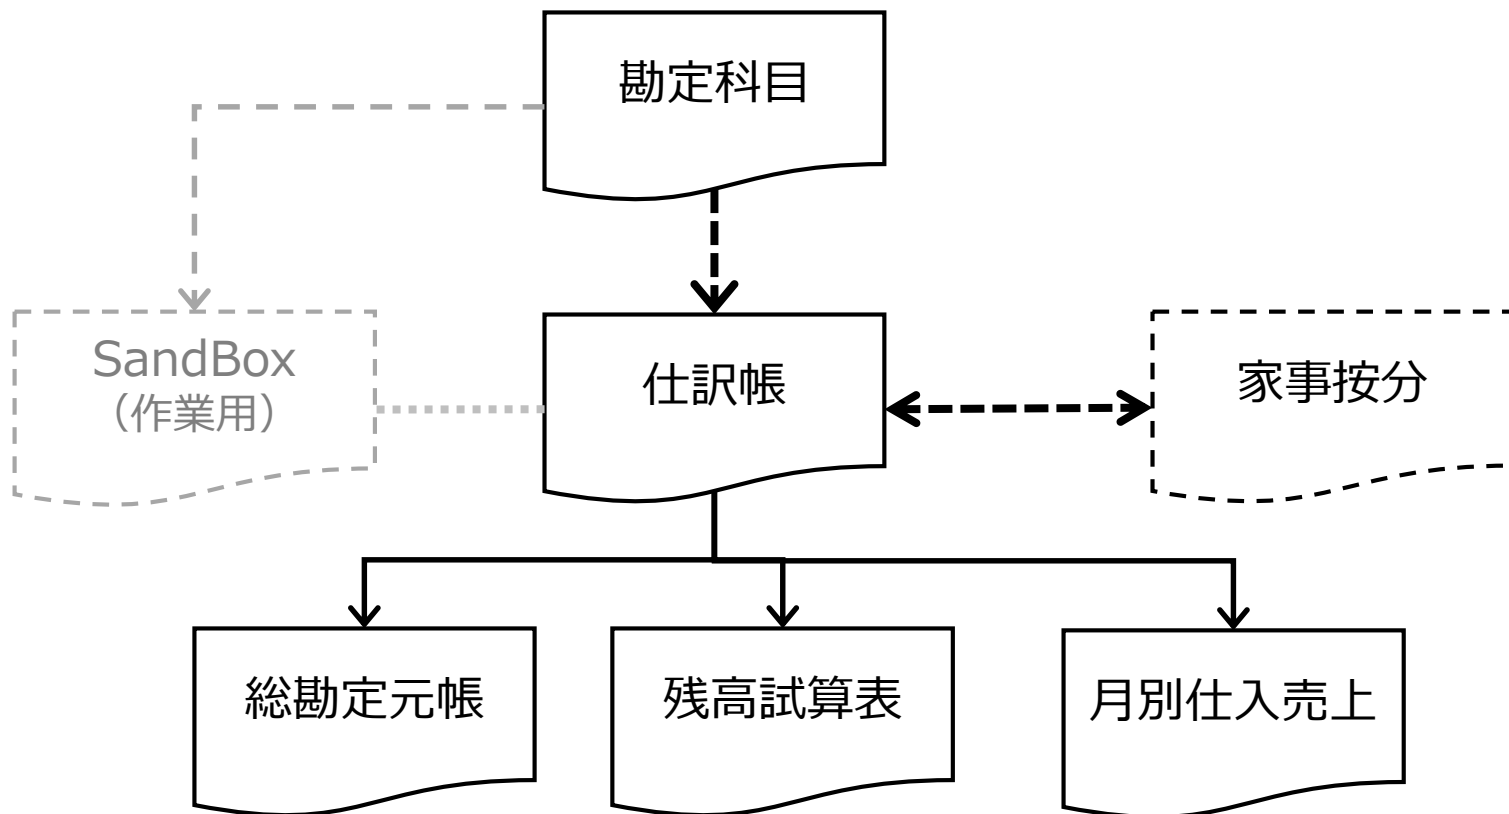 勘定科目
SandBox
（作業用）
仕訳帳
家事按分
総勘定元帳
残高試算表
月別仕入売上